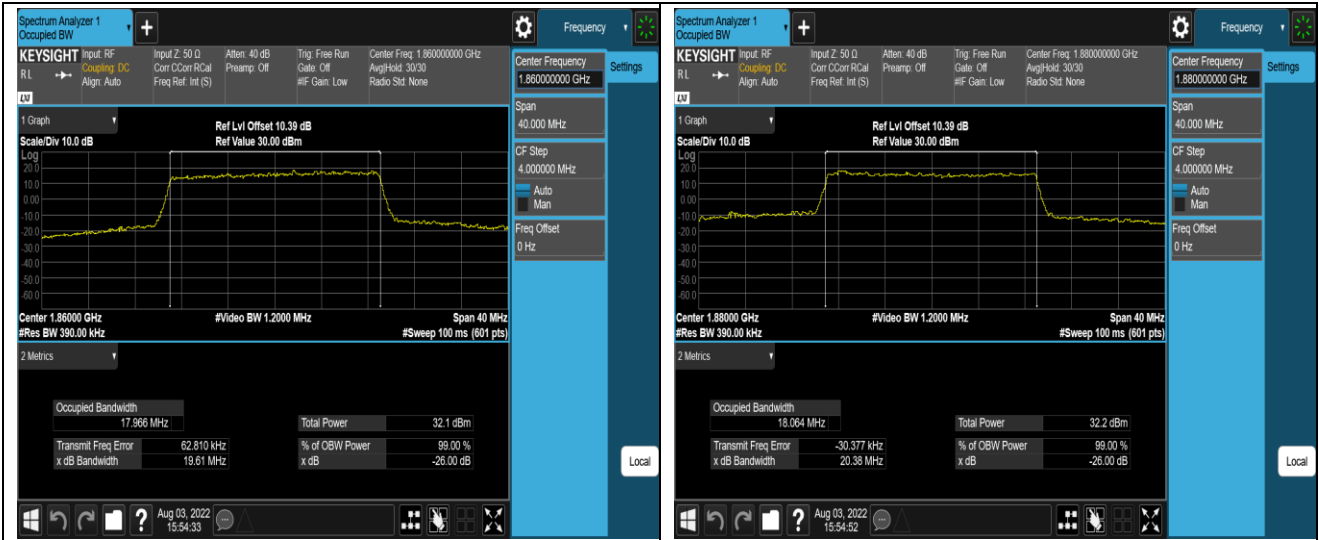 Spectrum Analyzer 1
Occupied BW
+
Frequency
KEYSIGHT Input: RF Input Z: 50 Ω Atten: 40 dB Trig: Free Run Center Freq: 1.860000000 GHz
Coupling: DC Corr CCorr RCal Preamp: Off Gate: Off Avg|Hold: 30/30
RL Align: Auto Freq Ref: Int (S) #IF Gain: Low Radio Std: None
LXI
Center Frequency
1.860000000 GHz
Settings
Span
40.000 MHz
CF Step
4.000000 MHz
Auto
Man
Freq Offset
0 Hz
1 Graph
Ref Lvl Offset 10.39 dB
Scale/Div 10.0 dB Ref Value 30.00 dBm
Log
20.0
10.0
0.00
-10.0
-20.0
-30.0
-40.0
-50.0
-60.0
Center 1.86000 GHz #Video BW 1.2000 MHz Span 40 MHz
#Res BW 390.00 kHz #Sweep 100 ms (601 pts)
2 Metrics
Occupied Bandwidth
17.966 MHz Total Power 32.1 dBm
Transmit Freq Error 62.810 kHz % of OBW Power 99.00 %
x dB Bandwidth 19.61 MHz x dB -26.00 dB
Local
? Aug 03, 2022
15:54:33
Spectrum Analyzer 1
Occupied BW
+
Frequency
KEYSIGHT Input: RF Input Z: 50 Ω Atten: 40 dB Trig: Free Run Center Freq: 1.880000000 GHz
Coupling: DC Corr CCorr RCal Preamp: Off Gate: Off Avg|Hold: 30/30
RL Align: Auto Freq Ref: Int (S) #IF Gain: Low Radio Std: None
LXI
Center Frequency
1.880000000 GHz
Settings
Span
40.000 MHz
CF Step
4.000000 MHz
Auto
Man
Freq Offset
0 Hz
1 Graph
Ref Lvl Offset 10.39 dB
Scale/Div 10.0 dB Ref Value 30.00 dBm
Log
20.0
10.0
0.00
-10.0
-20.0
-30.0
-40.0
-50.0
-60.0
Center 1.88000 GHz #Video BW 1.2000 MHz Span 40 MHz
#Res BW 390.00 kHz #Sweep 100 ms (601 pts)
2 Metrics
Occupied Bandwidth
18.064 MHz Total Power 32.2 dBm
Transmit Freq Error -30.377 kHz % of OBW Power 99.00 %
x dB Bandwidth 20.38 MHz x dB -26.00 dB
Local
? Aug 03, 2022
15:54:52